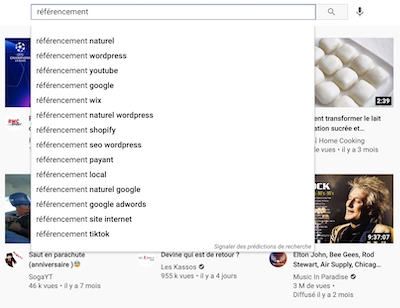 référencement
référencement naturel
référencement wordpress
référencement youtube
référencement google
référencement wix
référencement naturel wordpress
référencement shopify
référencement seo wordpress
référencement payant
référencement local
référencement naturel google
référencement google adwords
référencement site internet
référencement tiktok
Signaler des prédictions de recherche
2:39
ent transformer le lait
ation sucrée et...
Home Cooking
de vues • il y a 3 mois
OCK
9:37:07
Saut en parachute
(anniversaire )
SogaYT
46 k vues • il y a 7 mois
Devine qui est de retour ?
Les Kassos
955 k vues • il y a 4 jours
Elton John, Bee Gees, Rod
Stewart, Air Supply, Chicag...
Music In Paradise
3 M de vues •
Diffusé il y a 2 mois